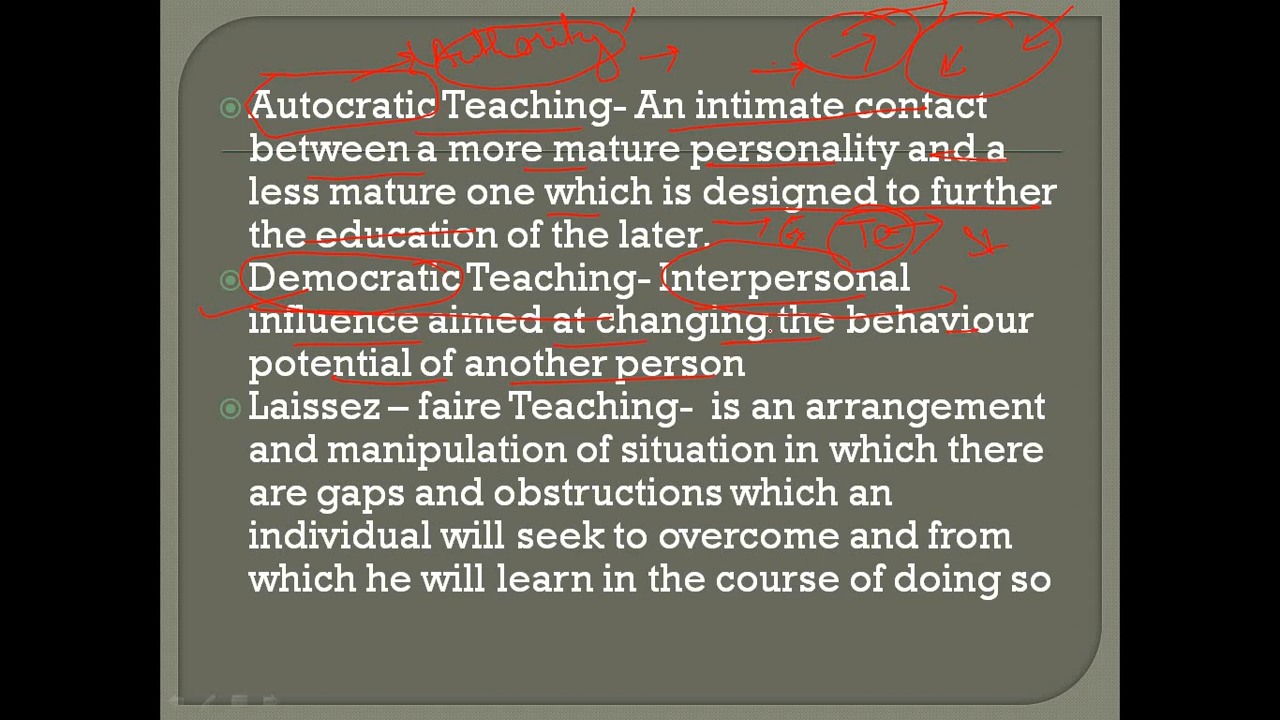 Authority
Autocratic Teaching- An intimate contact
between a more mature personality and a
less mature one which is designed to further
the education of the later.
Te
Democratic Teaching- Interpersonal
influence aimed at changing the behaviour
potential of another person
Laissez – faire Teaching-  is an arrangement
and manipulation of situation in which there
are gaps and obstructions which an
individual will seek to overcome and from
which he will learn in the course of doing so